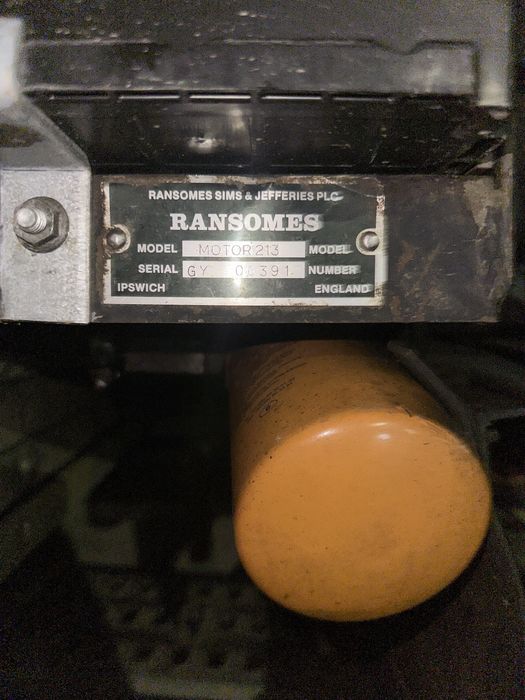 RANSOMES SIMS & JEFFERIES PLC
RANSOMES
MODEL MOTOR 213 MODEL
SERIAL GY NUMBER
IPSWICH ENGLAND